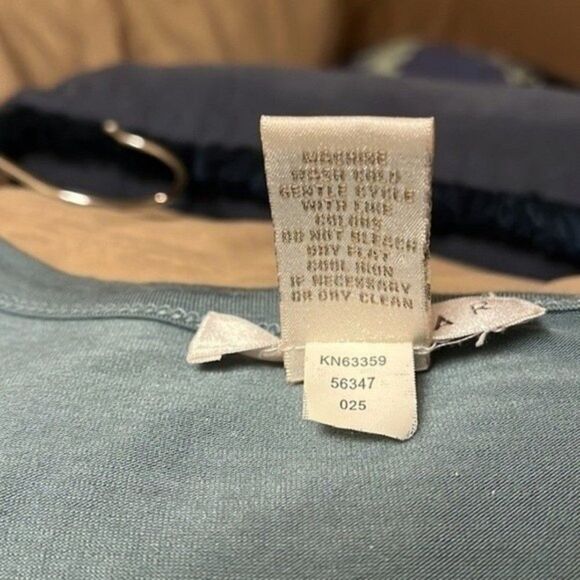 MACHINE
WASH COLD
GENTLE CYCLE
WITH LIKE
COLORS
DO NOT BLEACH
DRY FLAT
COOL IRON
IF NECESSARY
OR DRY CLEAN
A R
KN63359
56347
025